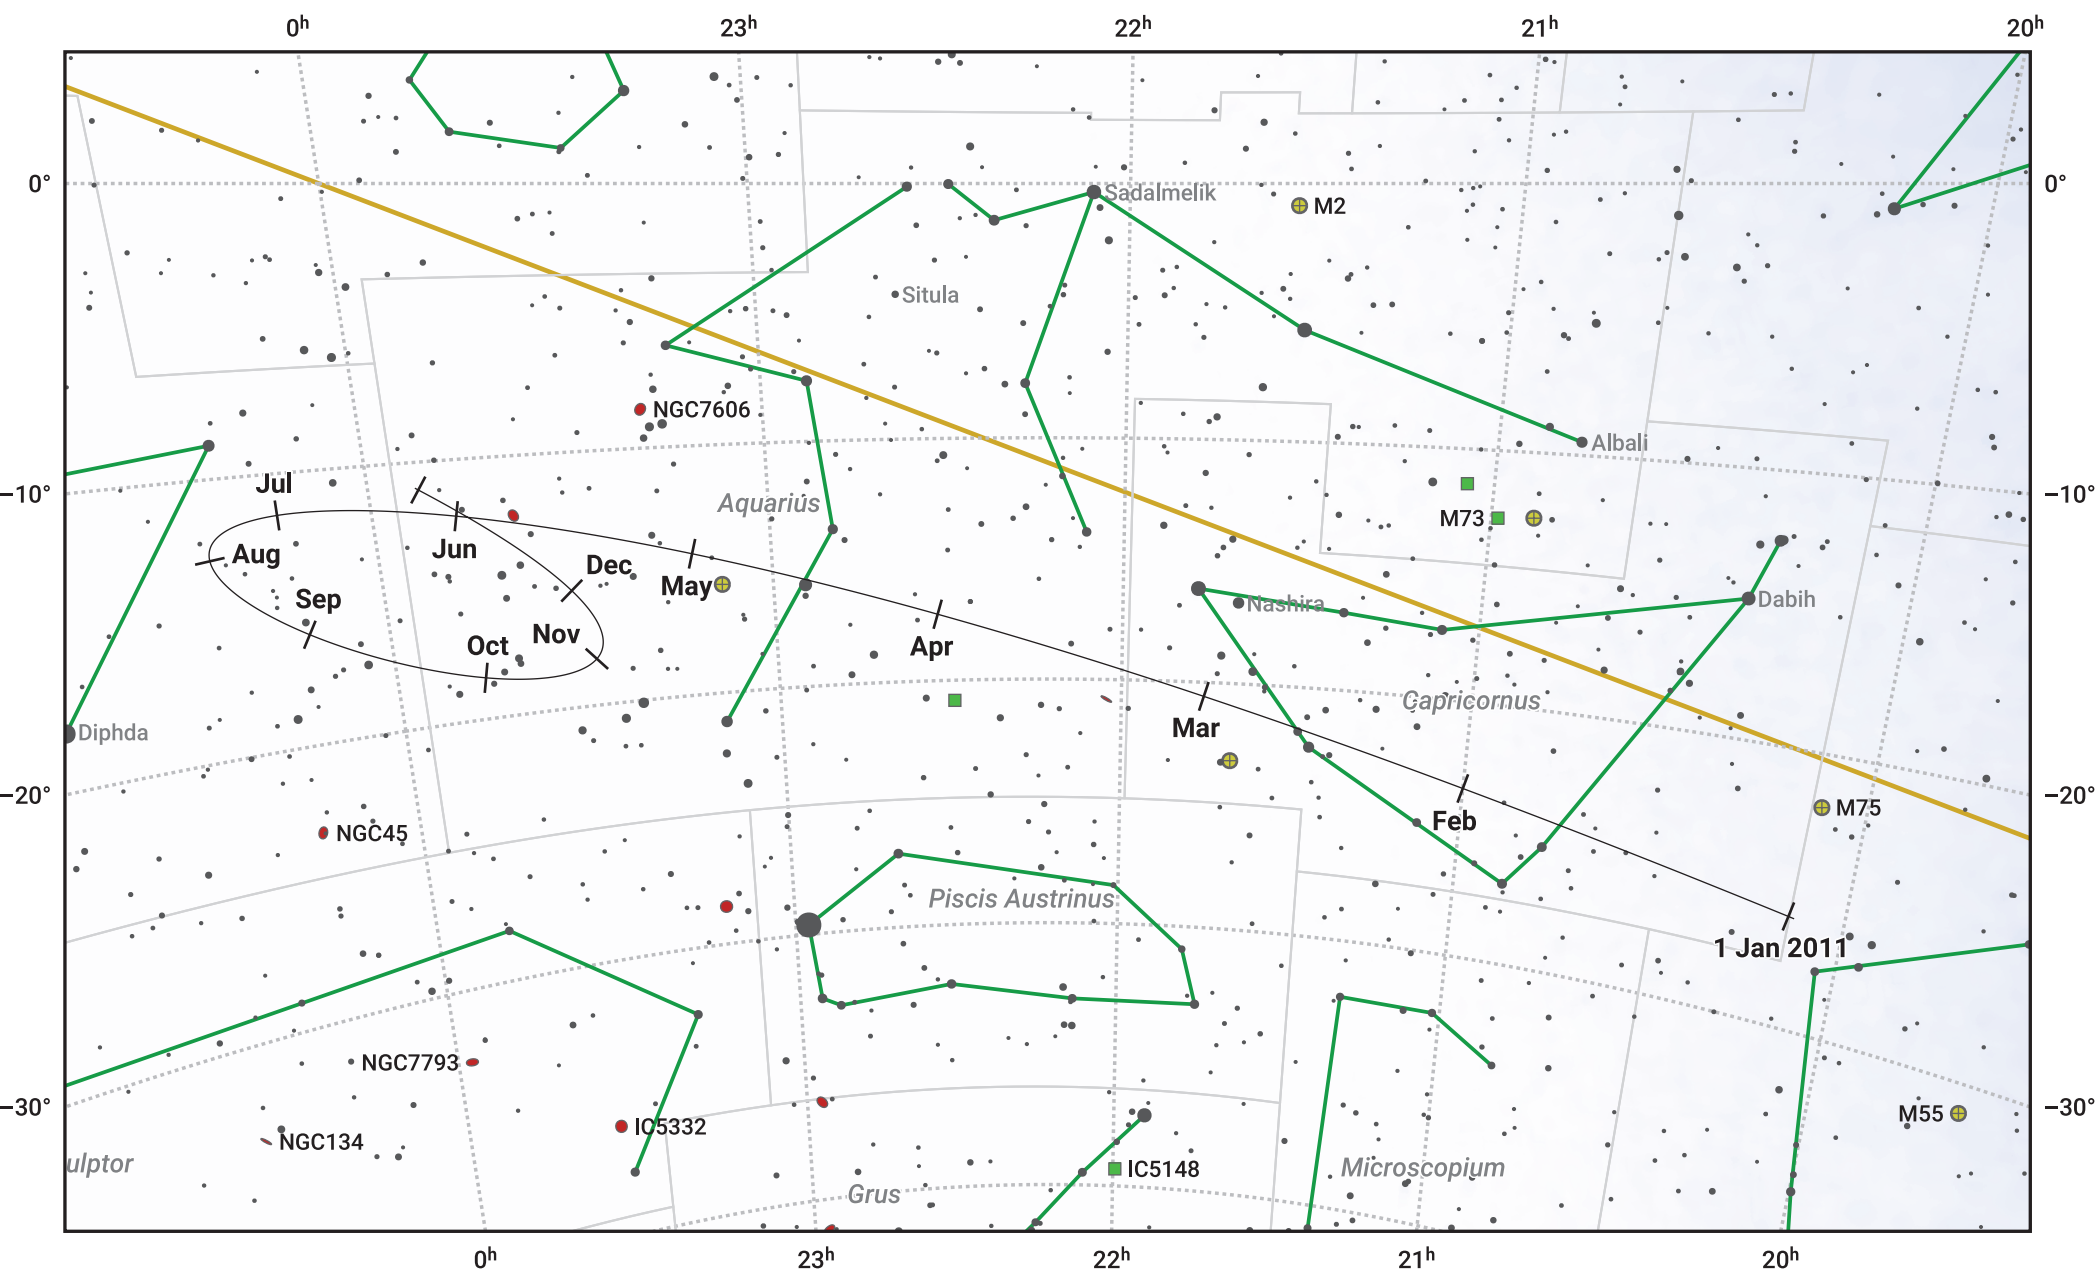 0ʰ 23ʰ 22ʰ 21ʰ 20ʰ
0° Sadalmelik M2 0°
Situla
NGC7606
Albali
Jul Aquarius −10° −10°
M73
Jun
Aug Dec
May
Sep Nashira Dabih
Nov
Oct Apr
Capricornus
Mar
Diphda
−20° −20°
M75
Feb
NGC45
Piscis Austrinus
1 Jan 2011
NGC7793
−30° −30°
M55
IC5332
NGC134
ulptor IC5148 Microscopium
Grus
0ʰ 23ʰ 22ʰ 21ʰ 20ʰ